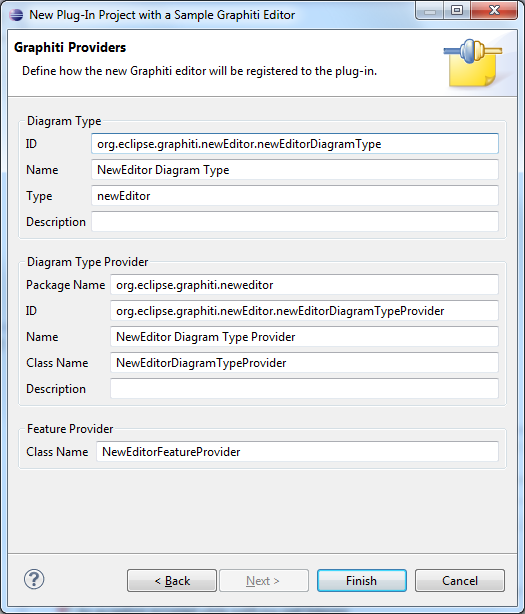 New Plug-In Project with a Sample Graphiti Editor
Graphiti Providers
Define how the new Graphiti editor will be registered to the plug-in.
Diagram Type
ID org.eclipse.graphiti.newEditor.newEditorDiagramType
Name NewEditor Diagram Type
Type newEditor
Description
Diagram Type Provider
Package Name org.eclipse.graphiti.neweditor
ID org.eclipse.graphiti.newEditor.newEditorDiagramTypeProvider
Name NewEditor Diagram Type Provider
Class Name NewEditorDiagramTypeProvider
Description
Feature Provider
Class Name NewEditorFeatureProvider
? < Back Next > Finish Cancel